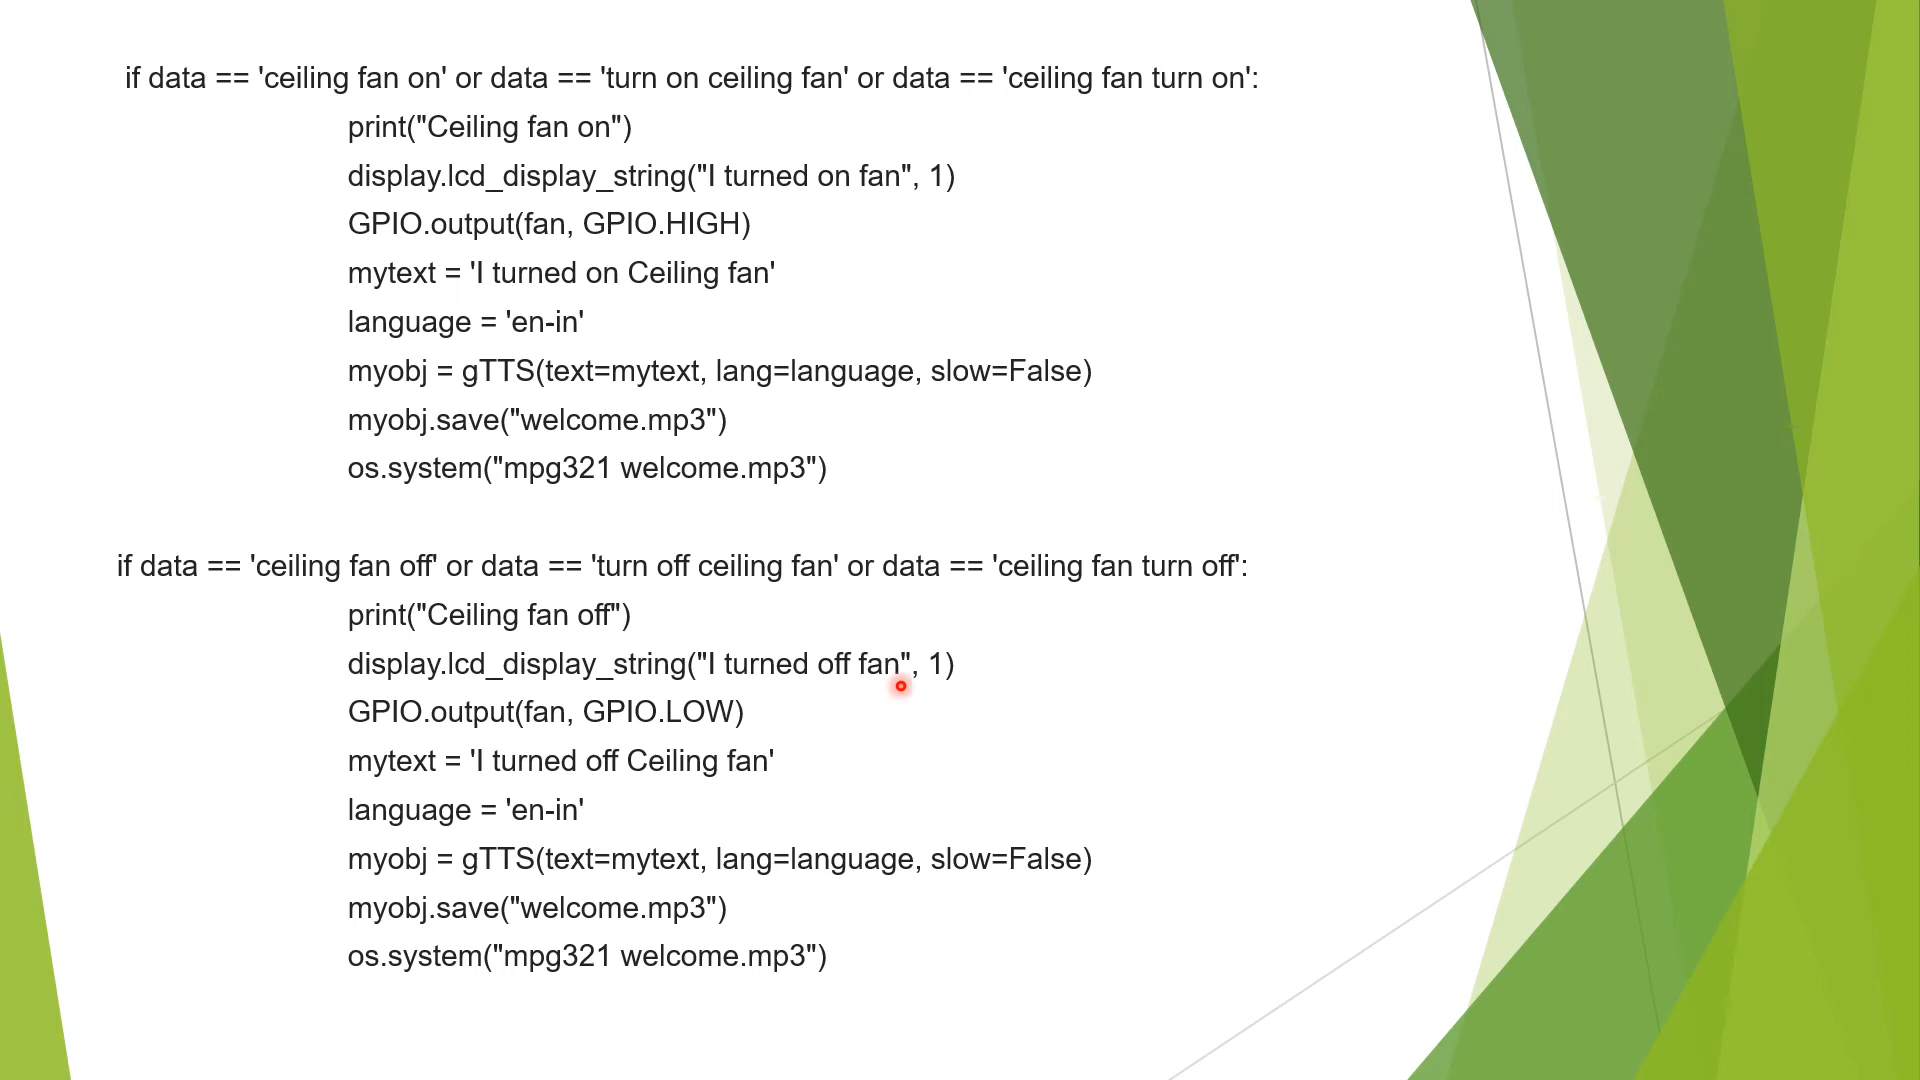 if data == 'ceiling fan on' or data == 'turn on ceiling fan' or data == 'ceiling fan turn on':
print("Ceiling fan on")
display.lcd_display_string("I turned on fan", 1)
GPIO.output(fan, GPIO.HIGH)
mytext = 'I turned on Ceiling fan'
language = 'en-in'
myobj = gTTS(text=mytext, lang=language, slow=False)
myobj.save("welcome.mp3")
os.system("mpg321 welcome.mp3")
if data == 'ceiling fan off' or data == 'turn off ceiling fan' or data == 'ceiling fan turn off':
print("Ceiling fan off")
display.lcd_display_string("I turned off fan", 1)
GPIO.output(fan, GPIO.LOW)
mytext = 'I turned off Ceiling fan'
language = 'en-in'
myobj = gTTS(text=mytext, lang=language, slow=False)
myobj.save("welcome.mp3")
os.system("mpg321 welcome.mp3")